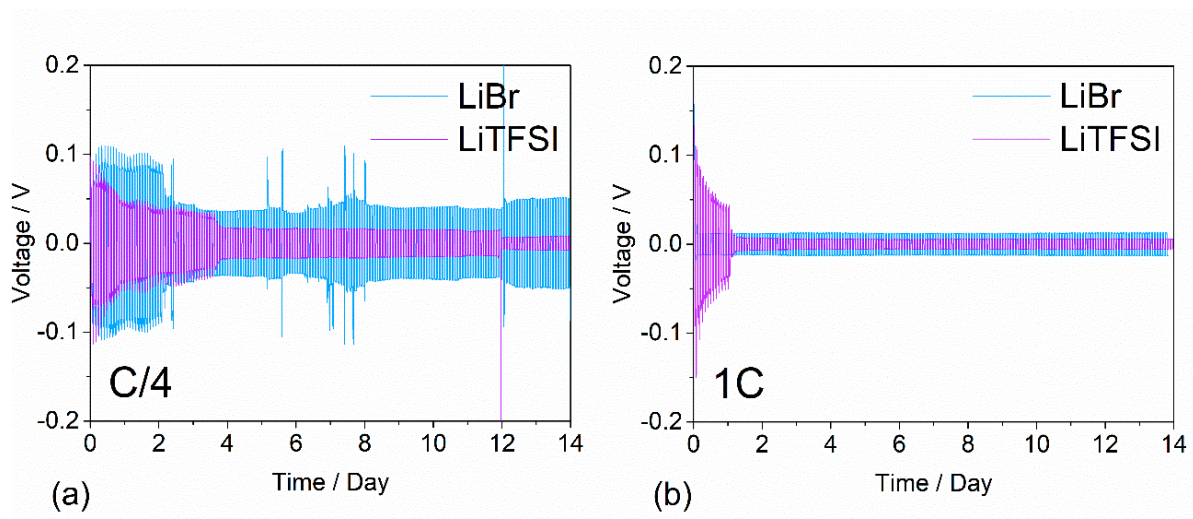 0.2
0.1
0.0
-0.1
-0.2
Voltage / V
LiBr
LiTFSI
C/4
0 2 4 6 8 10 12 14
Time / Day
(a)
0.2
0.1
0.0
-0.1
-0.2
Voltage / V
LiBr
LiTFSI
1C
0 2 4 6 8 10 12 14
Time / Day
(b)